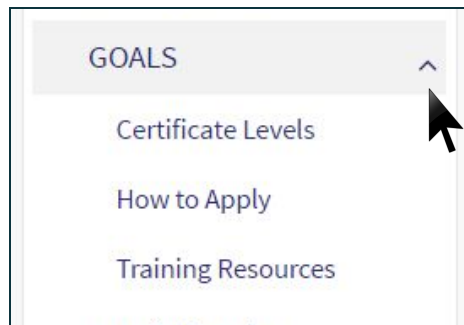 GOALS
Certificate Levels
How to Apply
Training Resources